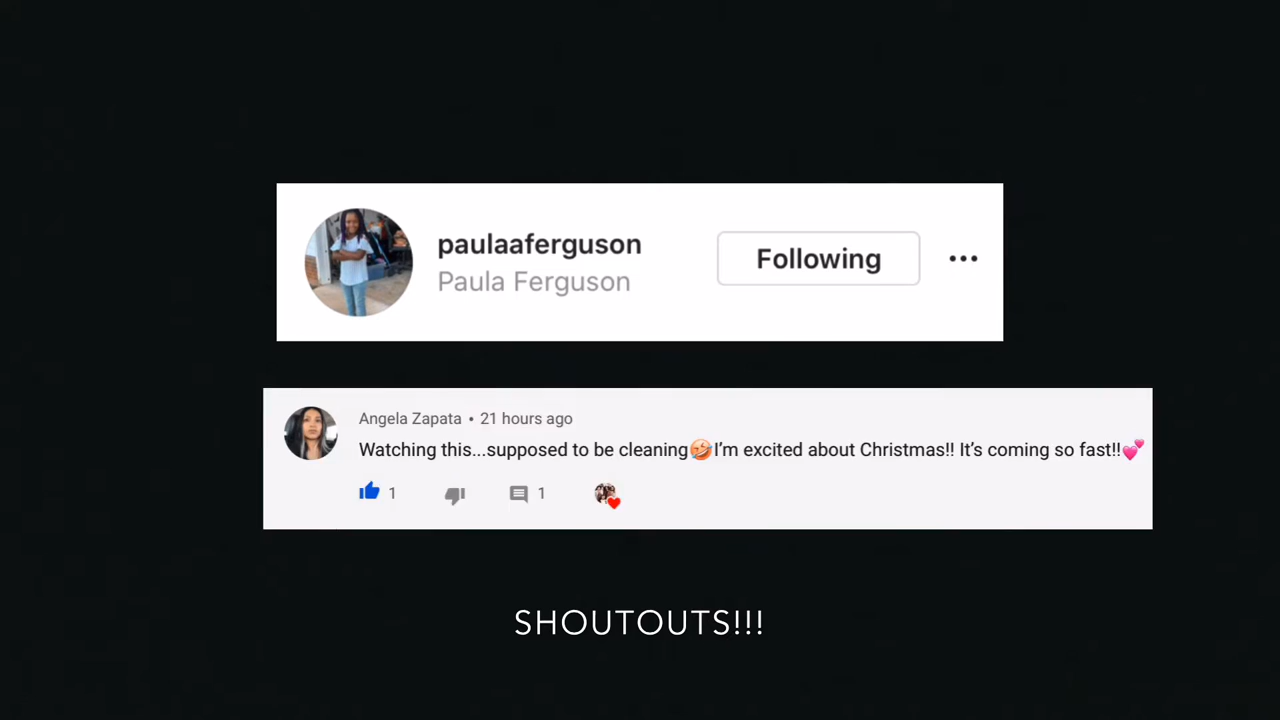 paulaaferguson
Paula Ferguson
Following
Angela Zapata • 21 hours ago
Watching this...supposed to be cleaning🤣I'm excited about Christmas!! It's coming so fast!!💕
1
1
SHOUTOUTS!!!